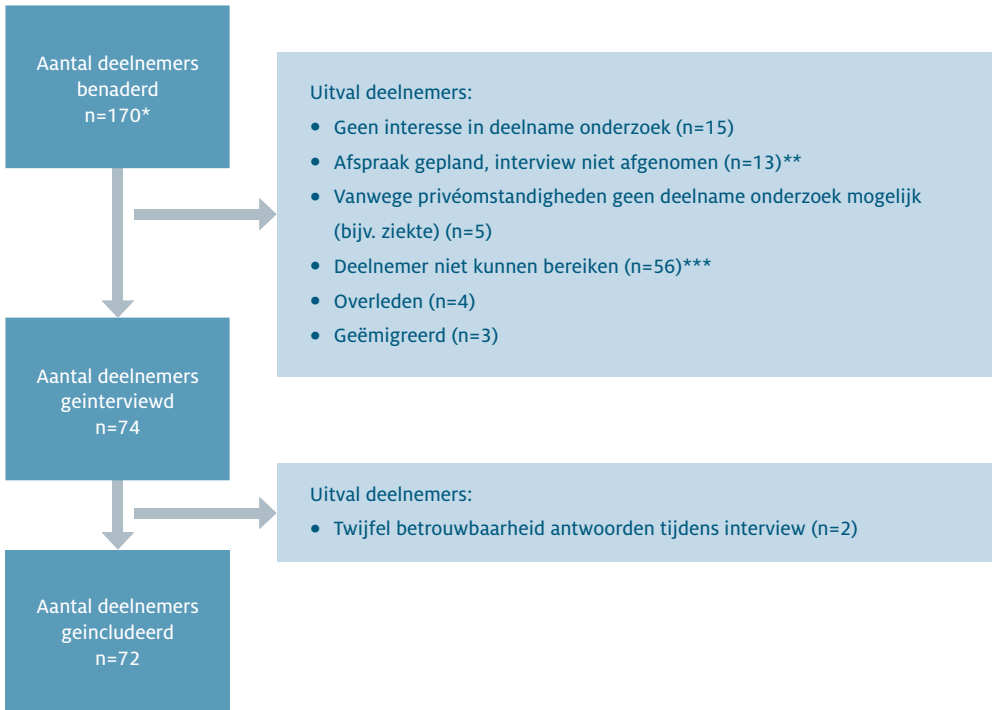 Aantal deelnemers
benaderd
n=170*
Uitval deelnemers:
• Geen interesse in deelname onderzoek (n=15)
• Afspraak gepland, interview niet afgenomen (n=13)**
• Vanwege privéomstandigheden geen deelname onderzoek mogelijk
(bijv. ziekte) (n=5)
• Deelnemer niet kunnen bereiken (n=56)***
• Overleden (n=4)
• Geëmigreerd (n=3)
Aantal deelnemers
geinterviewd
n=74
Uitval deelnemers:
• Twijfel betrouwbaarheid antwoorden tijdens interview (n=2)
Aantal deelnemers
geincludeerd
n=72